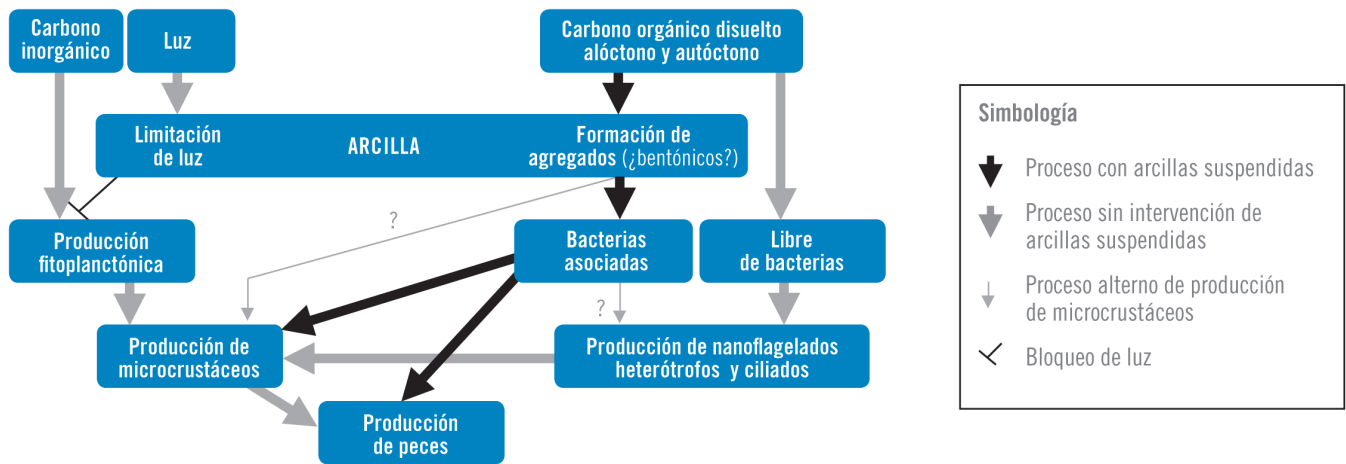 Carbono
inorgánico
Luz
Carbono orgánico disuelto
alóctono y autóctono
Limitación
de luz
ARCILLA
Formación de
agregados (¿bentónicos?)
?
Producción
fitoplanctónica
Bacterias
asociadas
Libre
de bacterias
?
Producción de
microcrustáceos
Producción de nanoflagelados
heterótrofos y ciliados
Producción
de peces
Simbología
Proceso con arcillas suspendidas
Proceso sin intervención de
arcillas suspendidas
Proceso alterno de producción
de microcrustáceos
Bloqueo de luz